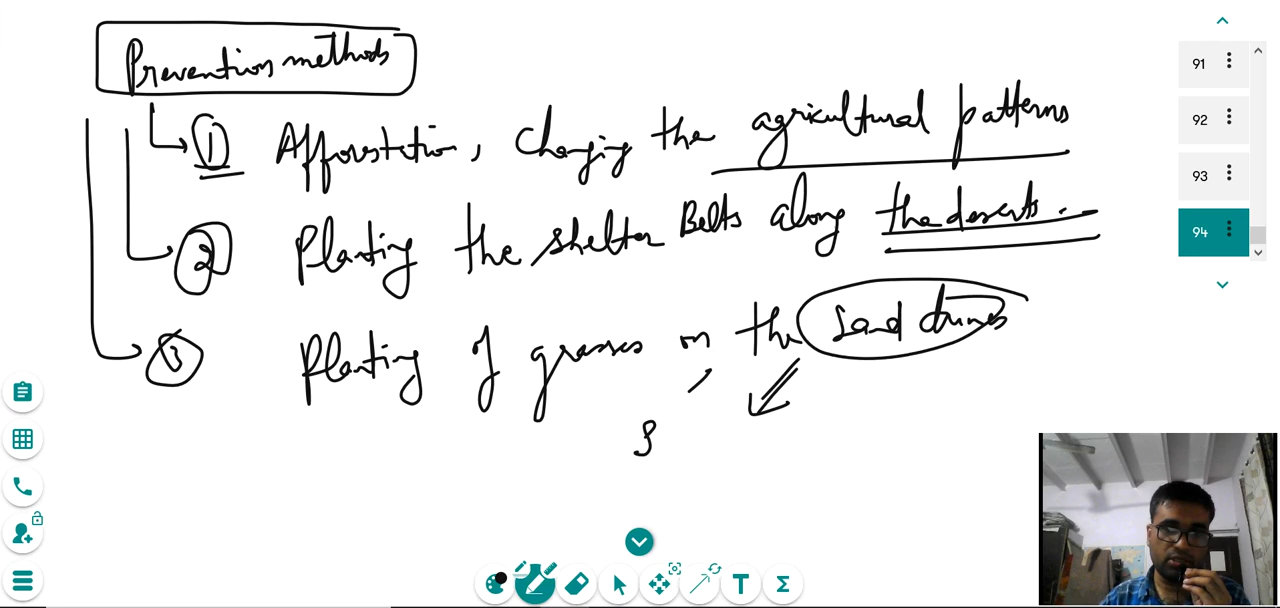 Prevention methods
① Afforstation, Changing the agricultural patterns
② Planting the shelter Belts along the deserts.
③ Planting of grasses on the Sand dunes
91
92
93
94
T
Σ